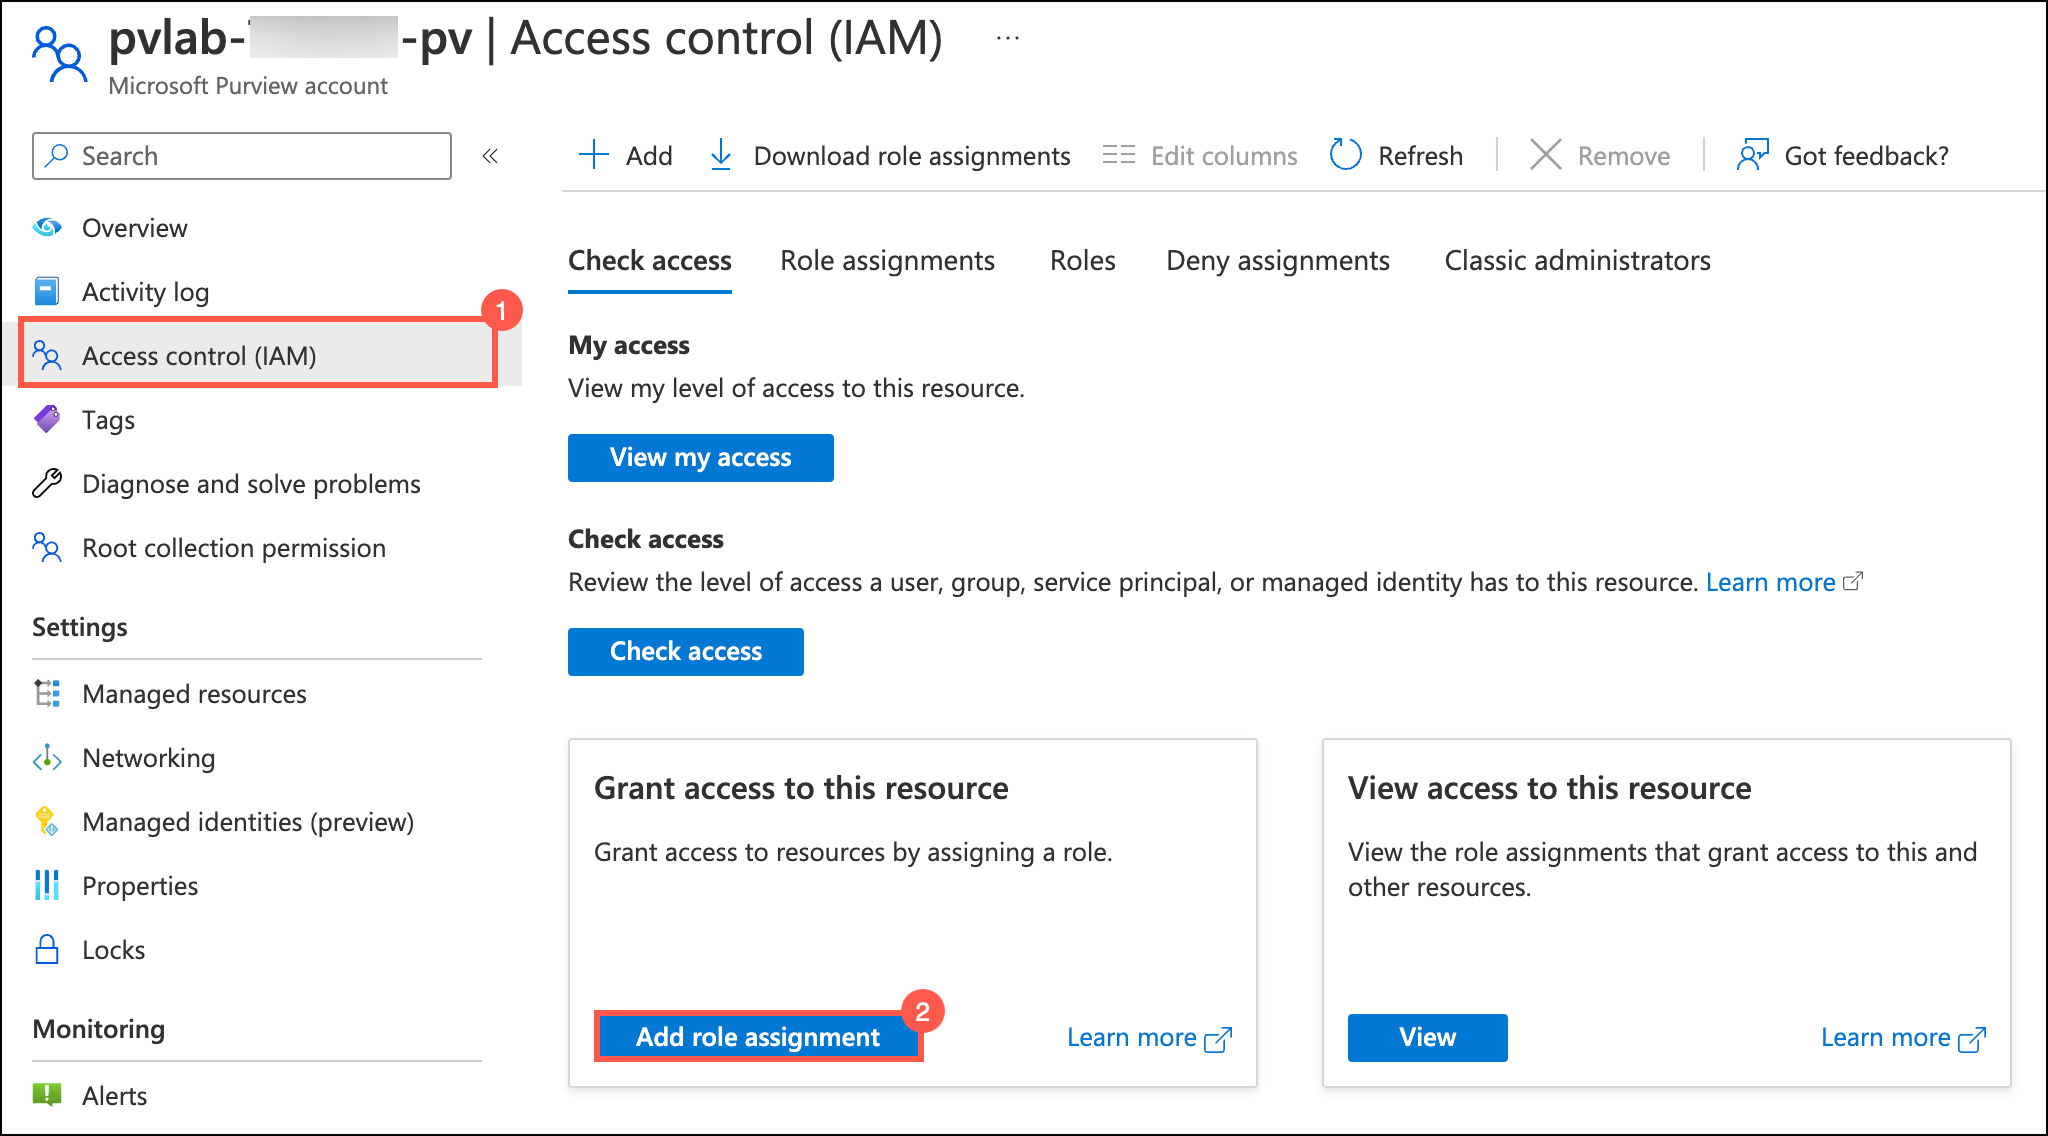 pvlab- -pv | Access control (IAM) ...
Microsoft Purview account
Search «
Add Download role assignments Edit columns Refresh Remove Got feedback?
Overview
Activity log
1
Access control (IAM)
Tags
Diagnose and solve problems
Root collection permission
Settings
Managed resources
Networking
Managed identities (preview)
Properties
Locks
Monitoring
Alerts
Check access Role assignments Roles Deny assignments Classic administrators
My access
View my level of access to this resource.
View my access
Check access
Review the level of access a user, group, service principal, or managed identity has to this resource. Learn more
Check access
Grant access to this resource
Grant access to resources by assigning a role.
2
Add role assignment Learn more
View access to this resource
View the role assignments that grant access to this and
other resources.
View Learn more